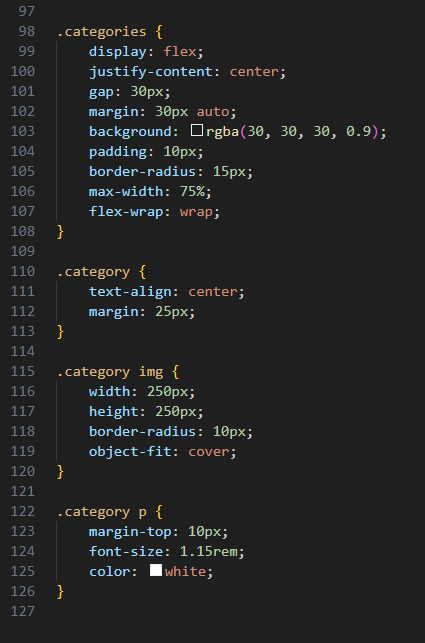 97
98 .categories {
99     display: flex;
100     justify-content: center;
101     gap: 30px;
102     margin: 30px auto;
103     background: rgba(30, 30, 30, 0.9);
104     padding: 10px;
105     border-radius: 15px;
106     max-width: 75%;
107     flex-wrap: wrap;
108 }
109
110 .category {
111     text-align: center;
112     margin: 25px;
113 }
114
115 .category img {
116     width: 250px;
117     height: 250px;
118     border-radius: 10px;
119     object-fit: cover;
120 }
121
122 .category p {
123     margin-top: 10px;
124     font-size: 1.15rem;
125     color: white;
126 }
127